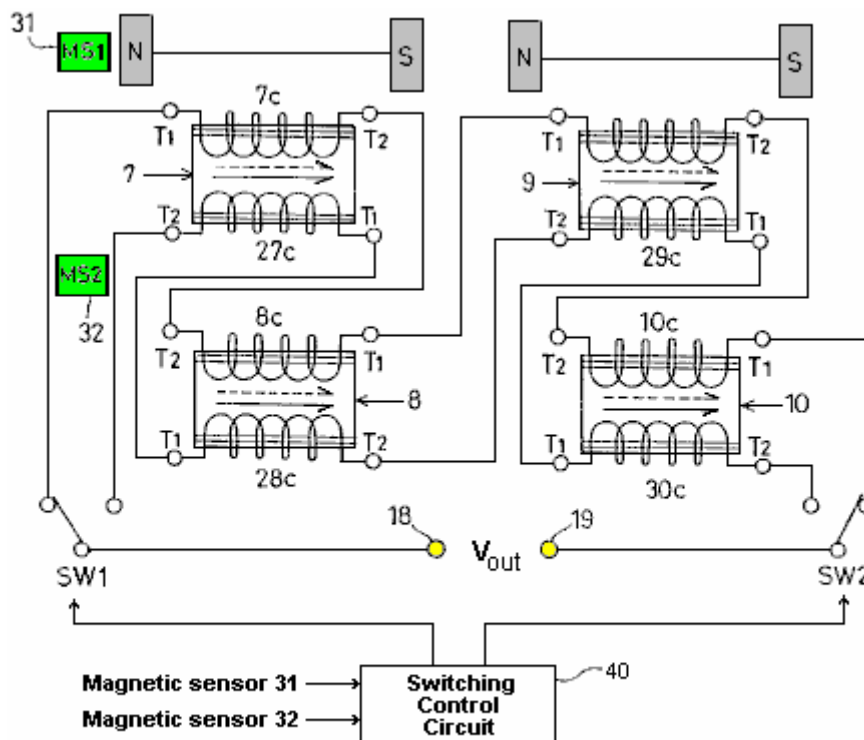 31
MS1
N
S
N
S
7c
T1
T2
T1
T2
7
9
T2
T1
T2
T1
27c
29c
MS2
32
8c
10c
T2
T1
T2
T1
8
10
T1
T2
T1
T2
28c
30c
18
19
Vout
SW1
SW2
40
Magnetic sensor 31
Magnetic sensor 32
Switching
Control
Circuit